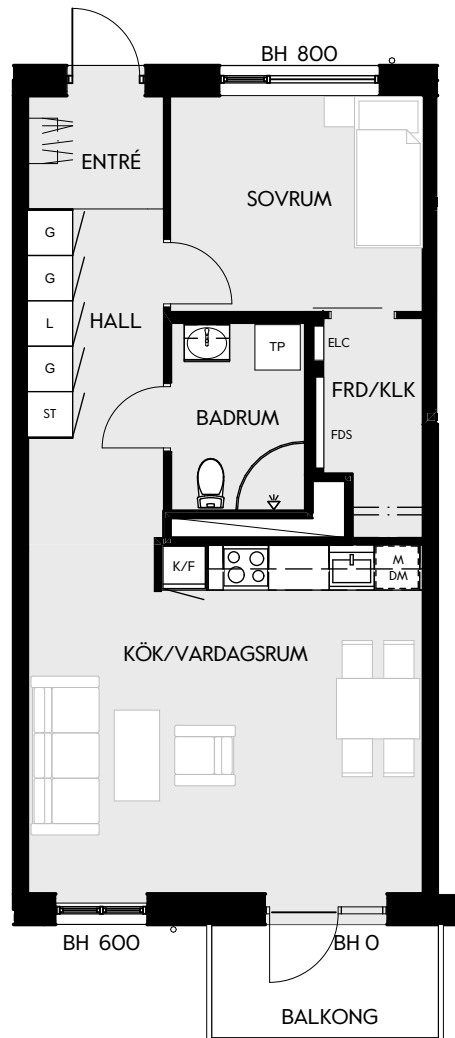 BH 800
ENTRÉ
SOVRUM
G
G
L
HALL
G
ST
TP
ELC
FRD/KLK
BADRUM
FDS
K/F
M
DM
KÖK/VARDAGSRUM
BH 600
BH 0
BALKONG